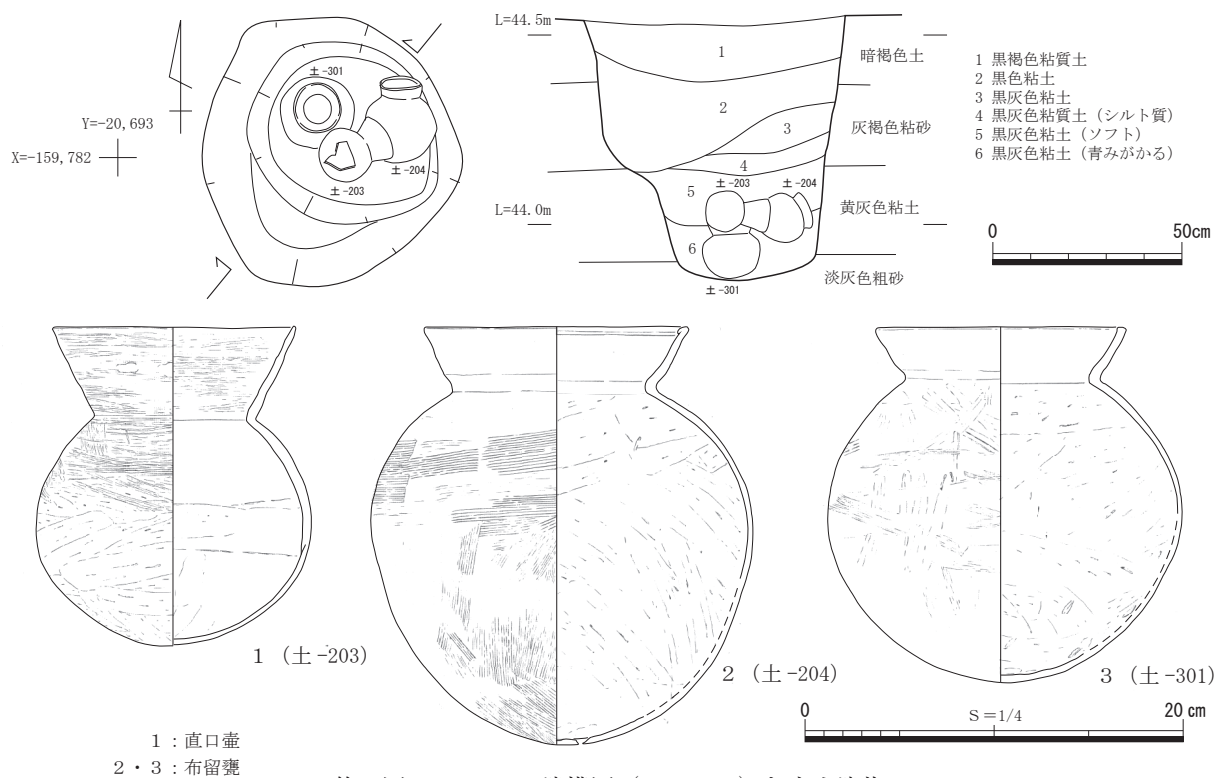 L=44.5m
土-301
Y=-20,693
X=-159,782
土-203
土-204
1
2
3
4
5
6
土-203
土-204
土-301
L=44.0m
暗褐色土
灰褐色粘砂
黄灰色粘土
淡灰色粗砂
1 黒褐色粘質土
2 黒色粘土
3 黒灰色粘土
4 黒灰色粘質土（シルト質）
5 黒灰色粘土（ソフト）
6 黒灰色粘土（青みがかる）
0 50cm
1（土-203）
2（土-204）
3（土-301）
0 S＝1/4 20cm
1：直口壷
2・3：布留甕